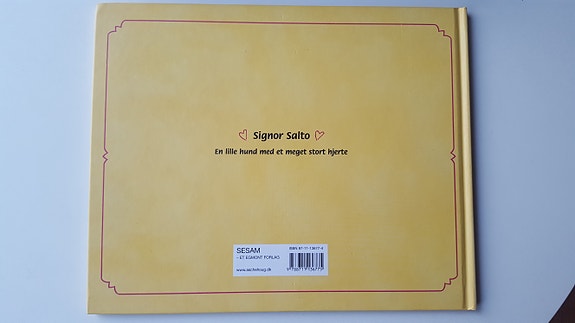 Signor Salto
En lille hund med et meget stort hjerte
SESAM
- ET EGMONT FORLAG